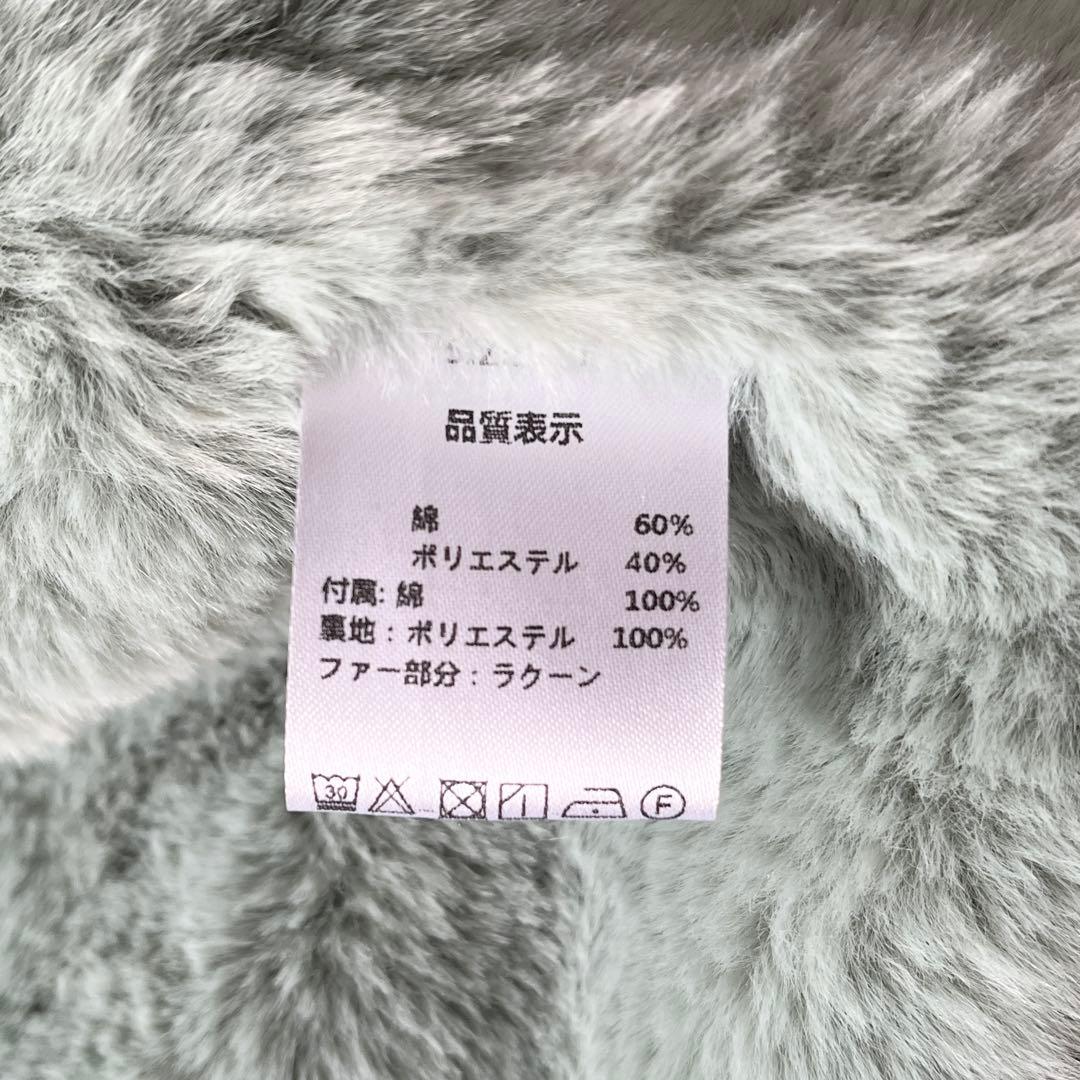 品質表示
綿 60%
ポリエステル 40%
付属: 綿 100%
裏地：ポリエステル 100%
ファー部分：ラクーン
30 F